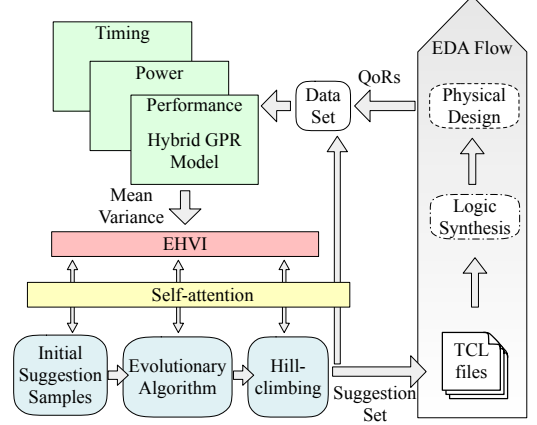 Timing
Power
Performance
Hybrid GPR
Model
Data
Set
QoRs
EDA Flow
Physical
Design
Logic
Synthesis
TCL
files
Mean
Variance
EHVI
Self-attention
Initial
Suggestion
Samples
Evolutionary
Algorithm
Hill-
climbing
Suggestion
Set